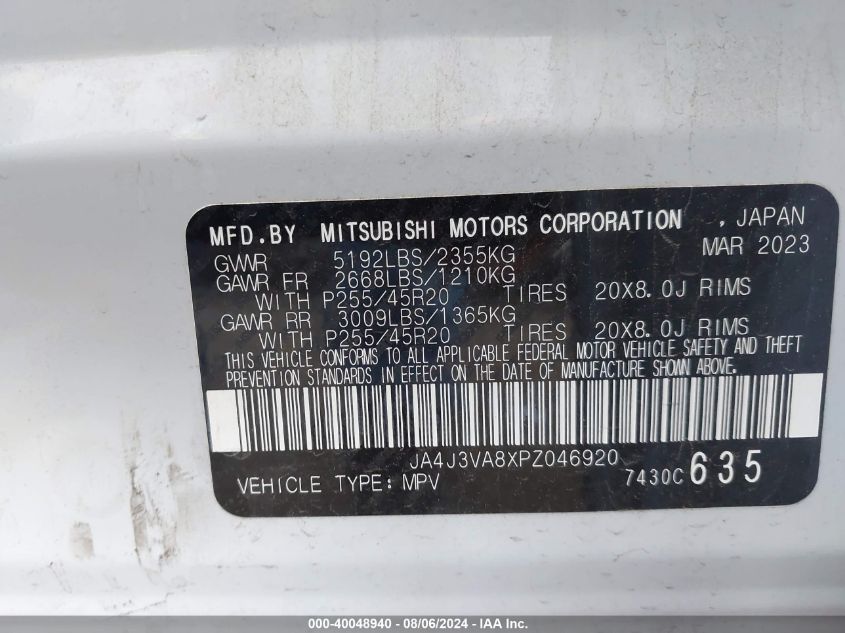 MFD.BY MITSUBISHI MOTORS CORPORATION , JAPAN
MAR 2023
GVWR 5192LBS/2355KG
GAWR FR 2668LBS/1210KG
WITH P255/45R20 TIRES 20X8.0J RIMS
GAWR RR 3009LBS/1365KG
WITH P255/45R20 TIRES 20X8.0J RIMS
THIS VEHICLE CONFORMS TO ALL APPLICABLE FEDERAL MOTOR VEHICLE SAFETY AND THEFT
PREVENTION STANDARDS IN EFFECT ON THE DATE OF MANUFACTURE SHOWN ABOVE.
JA4J3VA8XPZ046920
VEHICLE TYPE: MPV 7430C 635
000-40048940 - 08/06/2024 - IAA Inc.